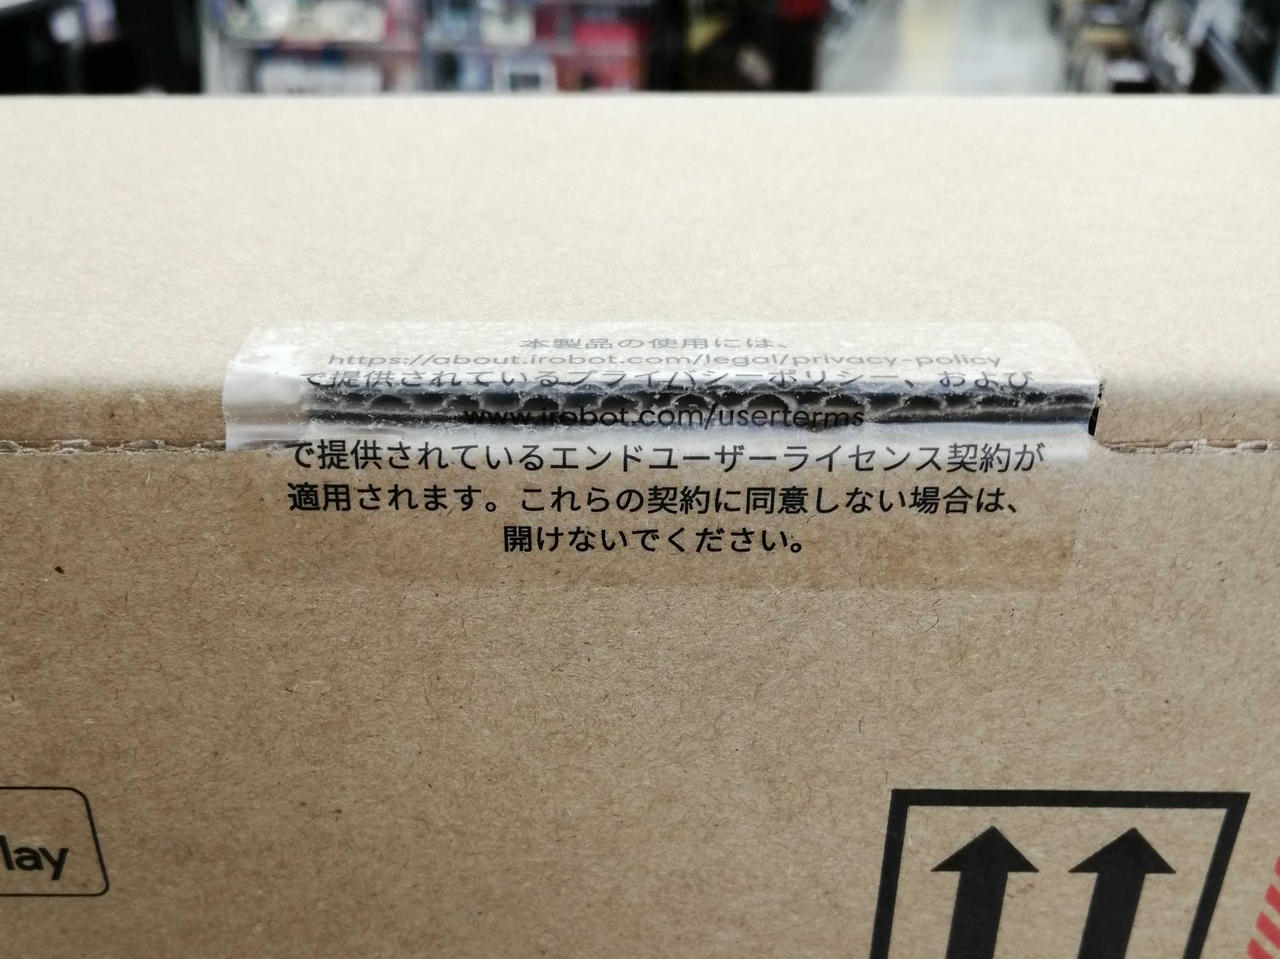 本製品の使用には、
https://about.irobot.com/legal/privacy-policy
で提供されているプライバシーポリシー、および
www.irobot.com/userterms
で提供されているエンドユーザーライセンス契約が
適用されます。これらの契約に同意しない場合は、
開けないでください。
lay